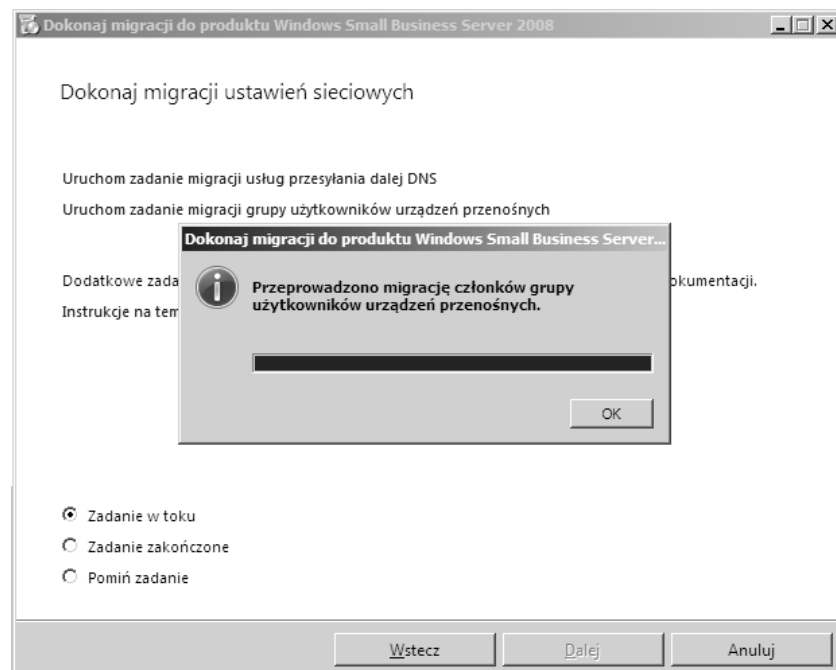 Dokonaj migracji do produktu Windows Small Business Server 2008
Dokonaj migracji ustawień sieciowych
Uruchom zadanie migracji usług przesyłania dalej DNS
Uruchom zadanie migracji grupy użytkowników urządzeń przenośnych
Dokonaj migracji do produktu Windows Small Business Server...
Przeprowadzono migrację członków grupy
użytkowników urządzeń przenośnych.
OK
Dodatkowe zada okumentacji.
Instrukcje na tem
Zadanie w toku
Zadanie zakończone
Pomiń zadanie
Wstecz
Dalej
Anuluj